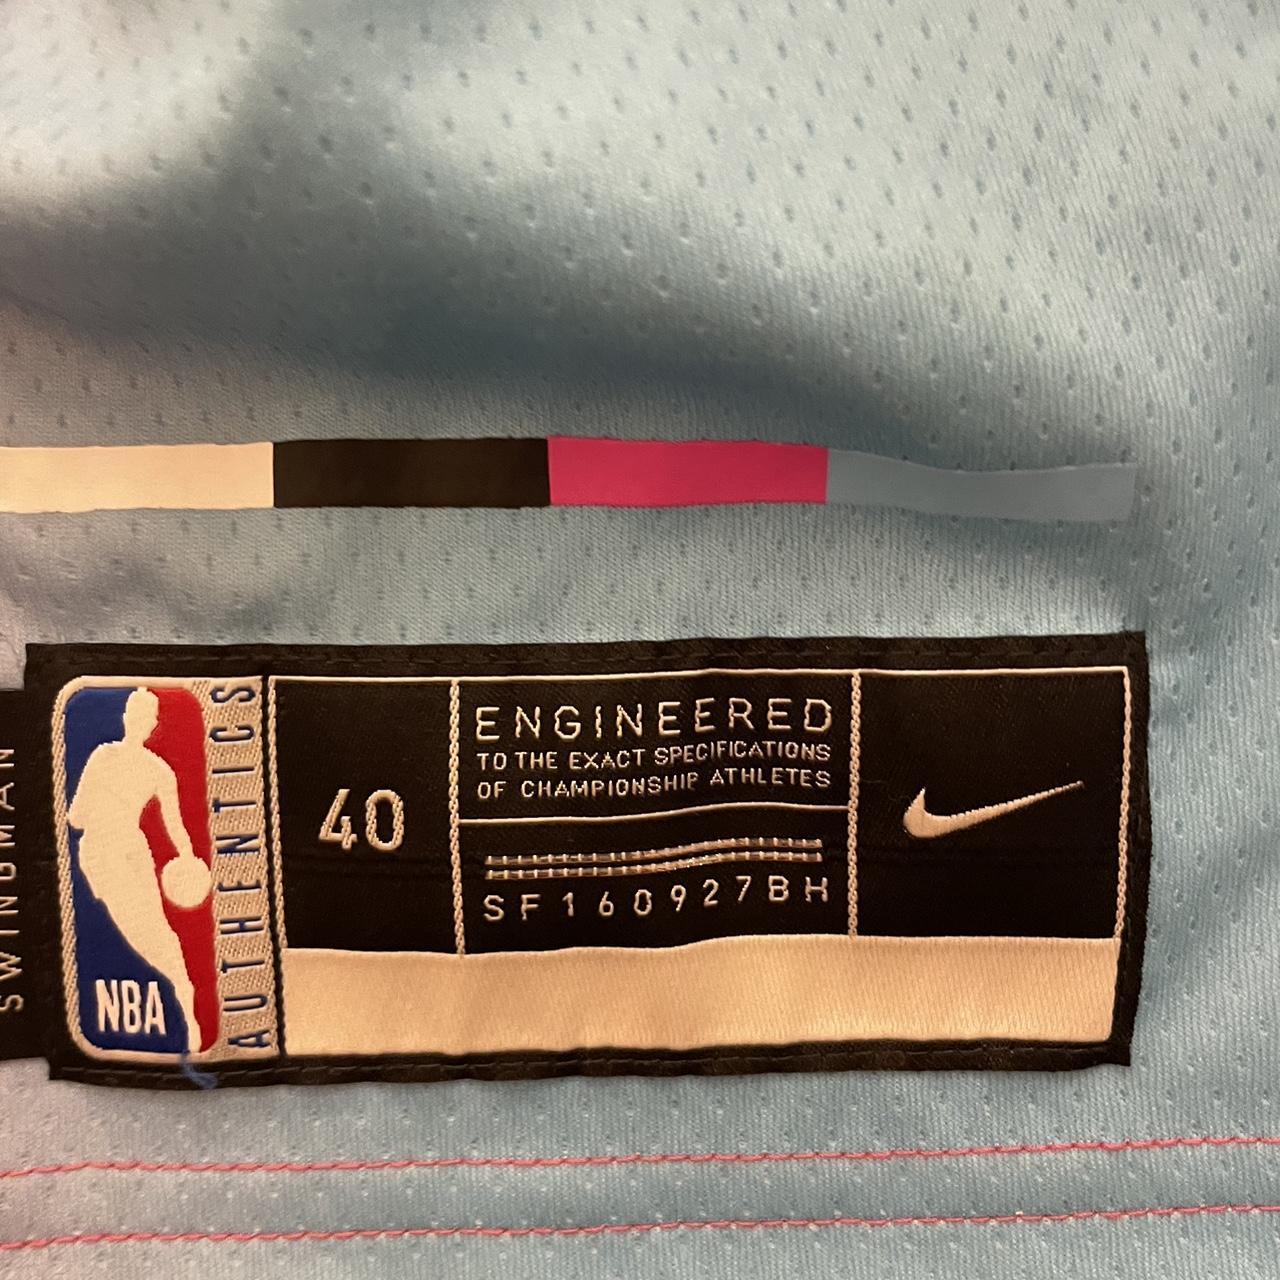 SWINGMAN
NBA
AUTHENTICS
40
ENGINEERED
TO THE EXACT SPECIFICATIONS
OF CHAMPIONSHIP ATHLETES
SF160927BH